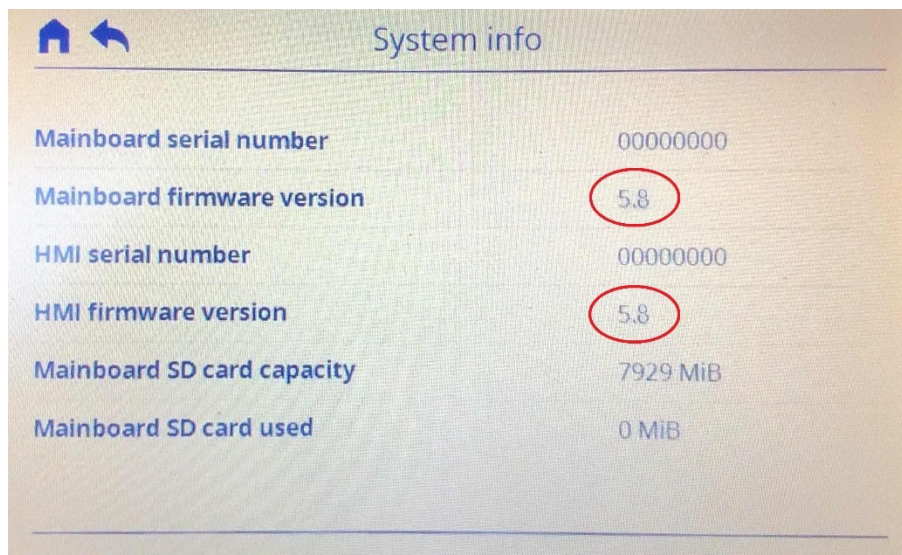 System info
Mainboard serial number 00000000
Mainboard firmware version 5.8
HMI serial number 00000000
HMI firmware version 5.8
Mainboard SD card capacity 7929 MiB
Mainboard SD card used 0 MiB